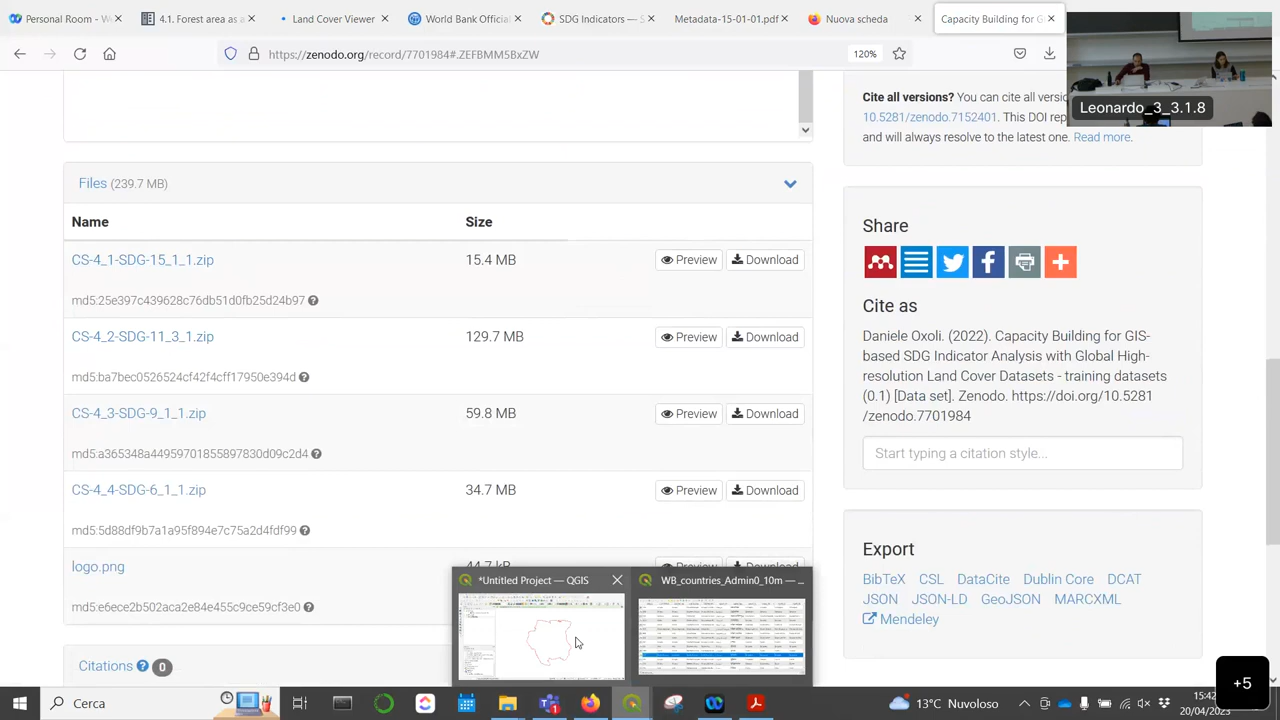 Personal Room - W
4.1. Forest area as a
Land Cover Viewer
World Bank Official
SDG Indicators — S
Metadata-15-01-01.pdf
Nuova scheda
Capacity Building for G
https://zenodo.org/record/7701984#.ZEFBMM5BxZW
120%
Leonardo_3_3.1.8
Cite all versions? You can cite all versi
10.5281/zenodo.7152401. This DOI rep
and will always resolve to the latest one. Read more.
Files (239.7 MB)
Name Size
CS-4_1-SDG-15_1_1.zip 15.4 MB Preview Download
md5:25e397c439628c76db51d0fb25d24b97
CS-4_2-SDG-11_3_1.zip 129.7 MB Preview Download
md5:ba7bec0526524cf42f4cff17950e394d
CS-4_3-SDG-9_1_1.zip 59.8 MB Preview Download
md5:a365348a44959701855897830d09c2d4
CS-4_4-SDG-6_1_1.zip 34.7 MB Preview Download
md5:5d88df9b7a1a95f894e7c75a2d4fdf99
logo.png 44.7 kB Preview Download
md5:e6ece2b502aca2e84e455c9ce59cf3e0
Citations 0
Share
Cite as
Daniele Oxoli. (2022). Capacity Building for GIS-
based SDG Indicator Analysis with Global High-
resolution Land Cover Datasets - training datasets
(0.1) [Data set]. Zenodo. https://doi.org/10.5281
/zenodo.7701984
Start typing a citation style...
Export
BibTeX CSL DataCite Dublin Core DCAT
JSON JSON-LD GeoJSON MARCXML
Mendeley
*Untitled Project — QGIS
WB_countries_Admin0_10m — ...
+5
Cerca
13°C Nuvoloso
15:42
20/04/2023